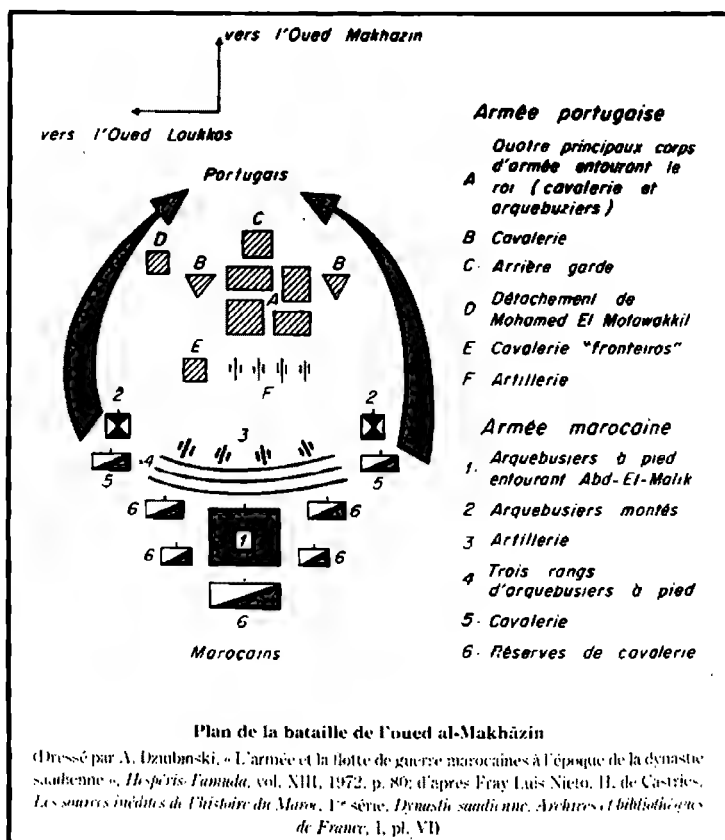 vers l'Oued Makhazin
vers l'Oued Loukkos
Portugais
C
D
B
B
A
E
F
2
2
3
4
5
5
6
6
1
6
6
6
Marocains
Armée portugaise
A Quatre principaux corps
d'armée entourant le
roi (cavalerie et
arquebuziers)
B Cavalerie
C Arrière garde
D Détachement de
Mohamed El Motawakkil
E Cavalerie "fronteiros"
F Artillerie
Armée marocaine
1. Arquebusiers à pied
entourant Abd-El-Malik
2 Arquebusiers montés
3 Artillerie
4 Trois rangs
d'arquebusiers à pied
5 Cavalerie
6 Réserves de cavalerie
Plan de la bataille de l'oued al-Makhāzin
(Dressé par A. Dziubinski, « L'armée et la flotte de guerre marocaines à l'époque de la dynastie
saadienne », Hespéris-Tamuda, vol. XIII, 1972, p. 80; d'après Fray Luis Nieto, H. de Castries,
Les sources inédites de l'histoire du Maroc, 1re série, Dynastie saadienne, Archives et bibliothèques
de France, I, pl. VI)